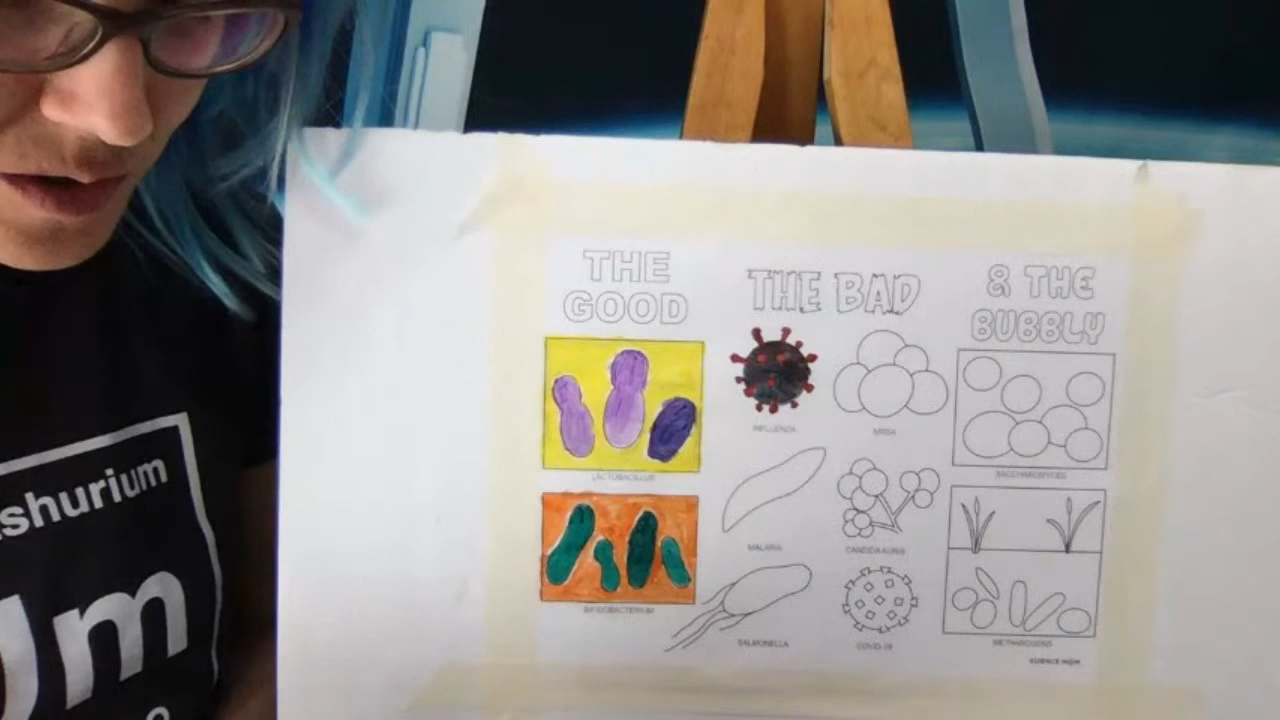 THE
GOOD
THE BAD
& THE
BUBBLY
INFLUENZA
MRSA
LACTOBACILLUS
SACCHAROMYCES
MALARIA
CANDIDA AURIS
BIFIDOBACTERIUM
SALMONELLA
COVID-19
METHANOGENS
SCIENCE MOM
shurium
m